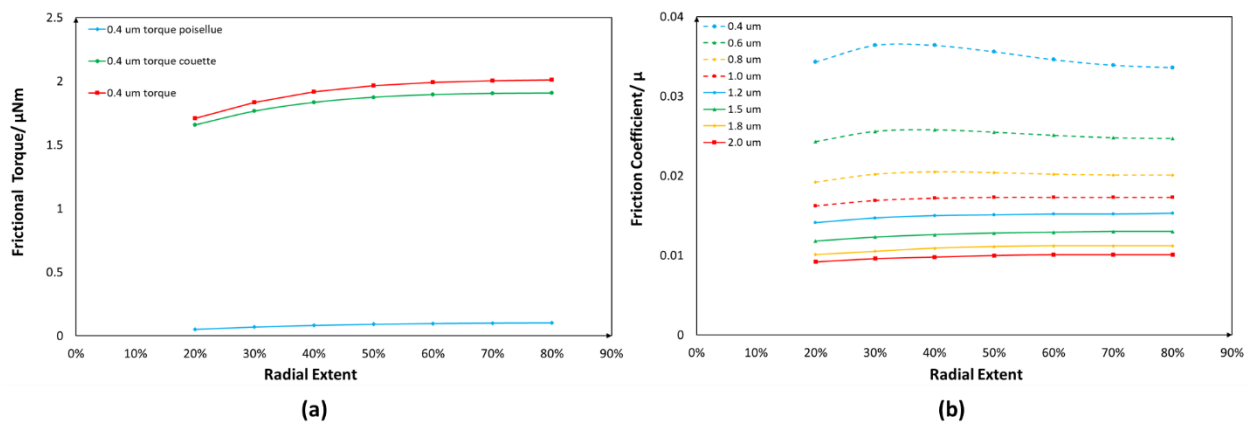 2.5
2
1.5
1
0.5
0
Frictional Torque/ μNm
0.4 um torque poisellue
0.4 um torque couette
0.4 um torque
0% 10% 20% 30% 40% 50% 60% 70% 80% 90%
Radial Extent
(a)
0.04
0.03
0.02
0.01
0
Friction Coefficient/ μ
0.4 um
0.6 um
0.8 um
1.0 um
1.2 um
1.5 um
1.8 um
2.0 um
0% 10% 20% 30% 40% 50% 60% 70% 80% 90%
Radial Extent
(b)